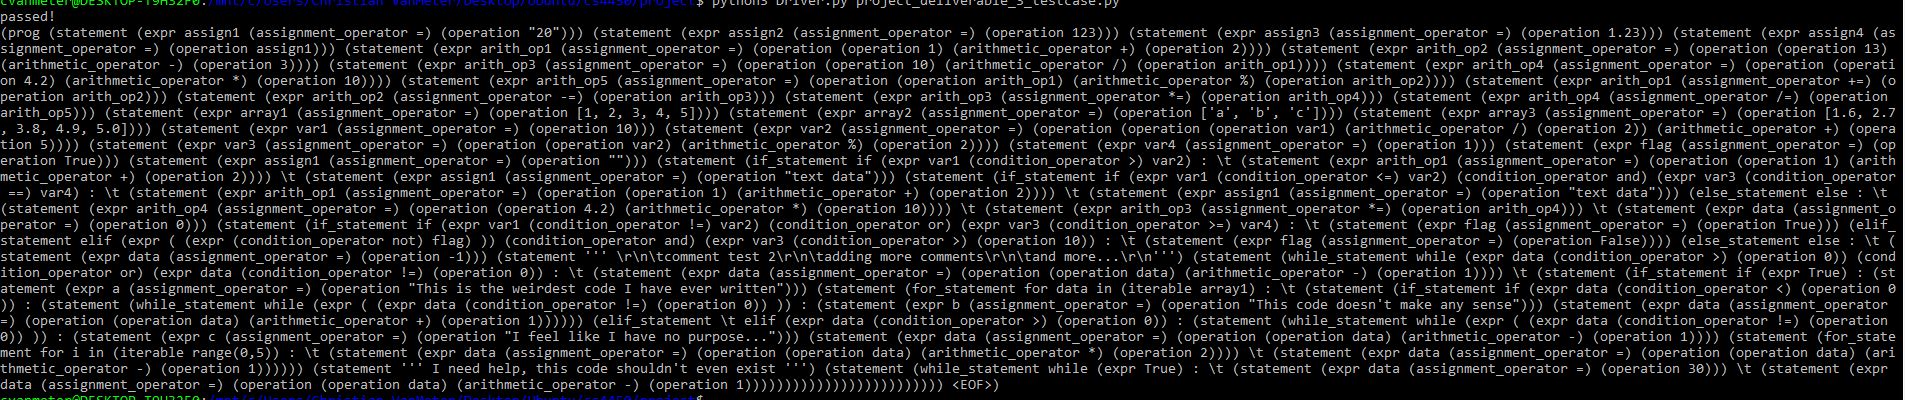 cvanmeter@DESKTOP-T9H32F0:/mnt/c/Users/Christian VanMeter/Desktop/Ubuntu/cs4450/project$ python3 Driver.py project_deliverable_3_testcase.py
passed!
(prog (statement (expr assign1 (assignment_operator =) (operation "20"))) (statement (expr assign2 (assignment_operator =) (operation 123))) (statement (expr assign3 (assignment_operator =) (operation 1.23))) (statement (expr assign4 (as
signment_operator =) (operation assign1))) (statement (expr arith_op1 (assignment_operator =) (operation (operation 1) (arithmetic_operator +) (operation 2)))) (statement (expr arith_op2 (assignment_operator =) (operation (operation 13)
(arithmetic_operator -) (operation 3)))) (statement (expr arith_op3 (assignment_operator =) (operation (operation 10) (arithmetic_operator /) (operation arith_op1)))) (statement (expr arith_op4 (assignment_operator =) (operation (operati
on 4.2) (arithmetic_operator *) (operation 10)))) (statement (expr arith_op5 (assignment_operator =) (operation (operation arith_op1) (arithmetic_operator %) (operation arith_op2)))) (statement (expr arith_op1 (assignment_operator +=) (o
peration arith_op2))) (statement (expr arith_op2 (assignment_operator -=) (operation arith_op3))) (statement (expr arith_op3 (assignment_operator *=) (operation arith_op4))) (statement (expr arith_op4 (assignment_operator /=) (operation
arith_op5))) (statement (expr array1 (assignment_operator =) (operation [1, 2, 3, 4, 5]))) (statement (expr array2 (assignment_operator =) (operation ['a', 'b', 'c']))) (statement (expr array3 (assignment_operator =) (operation [1.6, 2.7
, 3.8, 4.9, 5.0]))) (statement (expr var1 (assignment_operator =) (operation 10))) (statement (expr var2 (assignment_operator =) (operation (operation (operation var1) (arithmetic_operator /) (operation 2)) (arithmetic_operator +) (opera
tion 5)))) (statement (expr var3 (assignment_operator =) (operation (operation var2) (arithmetic_operator %) (operation 2)))) (statement (expr var4 (assignment_operator =) (operation 1))) (statement (expr flag (assignment_operator =) (op
eration True))) (statement (expr assign1 (assignment_operator =) (operation ""))) (statement (if_statement if (expr var1 (condition_operator >) var2) : \t (statement (expr arith_op1 (assignment_operator =) (operation (operation 1) (arith
metic_operator +) (operation 2)))) \t (statement (expr assign1 (assignment_operator =) (operation "text data"))) (statement (if_statement if (expr var1 (condition_operator <=) var2) (condition_operator and) (expr var3 (condition_operator
==) var4) : \t (statement (expr arith_op1 (assignment_operator =) (operation (operation 1) (arithmetic_operator +) (operation 2)))) \t (statement (expr assign1 (assignment_operator =) (operation "text data"))) (else_statement else : \t
(statement (expr arith_op4 (assignment_operator =) (operation (operation 4.2) (arithmetic_operator *) (operation 10)))) \t (statement (expr arith_op3 (assignment_operator *=) (operation arith_op4))) \t (statement (expr data (assignment_o
perator =) (operation 0))) (statement (if_statement if (expr var1 (condition_operator !=) var2) (condition_operator or) (expr var3 (condition_operator >=) var4) : \t (statement (expr flag (assignment_operator =) (operation True))) (elif_
statement elif (expr ( (expr (condition_operator not) flag) )) (condition_operator and) (expr var3 (condition_operator >) (operation 10)) : \t (statement (expr flag (assignment_operator =) (operation False)))) (else_statement else : \t (
statement (expr data (assignment_operator =) (operation -1))) (statement ''' \r\n\tcomment test 2\r\n\tadding more comments\r\n\tand more...\r\n''') (statement (while_statement while (expr data (condition_operator >) (operation 0)) (cond
ition_operator or) (expr data (condition_operator !=) (operation 0)) : \t (statement (expr data (assignment_operator =) (operation (operation data) (arithmetic_operator -) (operation 1)))) \t (statement (if_statement if (expr True) : (st
atement (expr a (assignment_operator =) (operation "This is the weirdest code I have ever written"))) (statement (for_statement for data in (iterable array1) : \t (statement (if_statement if (expr data (condition_operator <) (operation 0
)) : (statement (while_statement while (expr ( (expr data (condition_operator !=) (operation 0)) )) : (statement (expr b (assignment_operator =) (operation "This code doesn't make any sense"))) (statement (expr data (assignment_operator
=) (operation (operation data) (arithmetic_operator +) (operation 1)))))) (elif_statement \t elif (expr data (condition_operator >) (operation 0)) : (statement (while_statement while (expr ( (expr data (condition_operator !=) (operation
0)) )) : (statement (expr c (assignment_operator =) (operation "I feel like I have no purpose..."))) (statement (expr data (assignment_operator =) (operation (operation data) (arithmetic_operator -) (operation 1)))) (statement (for_state
ment for i in (iterable range(0,5)) : \t (statement (expr data (assignment_operator =) (operation (operation data) (arithmetic_operator *) (operation 2)))) \t (statement (expr data (assignment_operator =) (operation (operation data) (ari
thmetic_operator -) (operation 1)))))) (statement ''' I need help, this code shouldn't even exist ''') (statement (while_statement while (expr True) : \t (statement (expr data (assignment_operator =) (operation 30))) \t (statement (expr
data (assignment_operator =) (operation (operation data) (arithmetic_operator -) (operation 1))))))))))))))))))))))))) <EOF>)
cvanmeter@DESKTOP-T9H32F0:/mnt/c/Users/Christian VanMeter/Desktop/Ubuntu/cs4450/project$